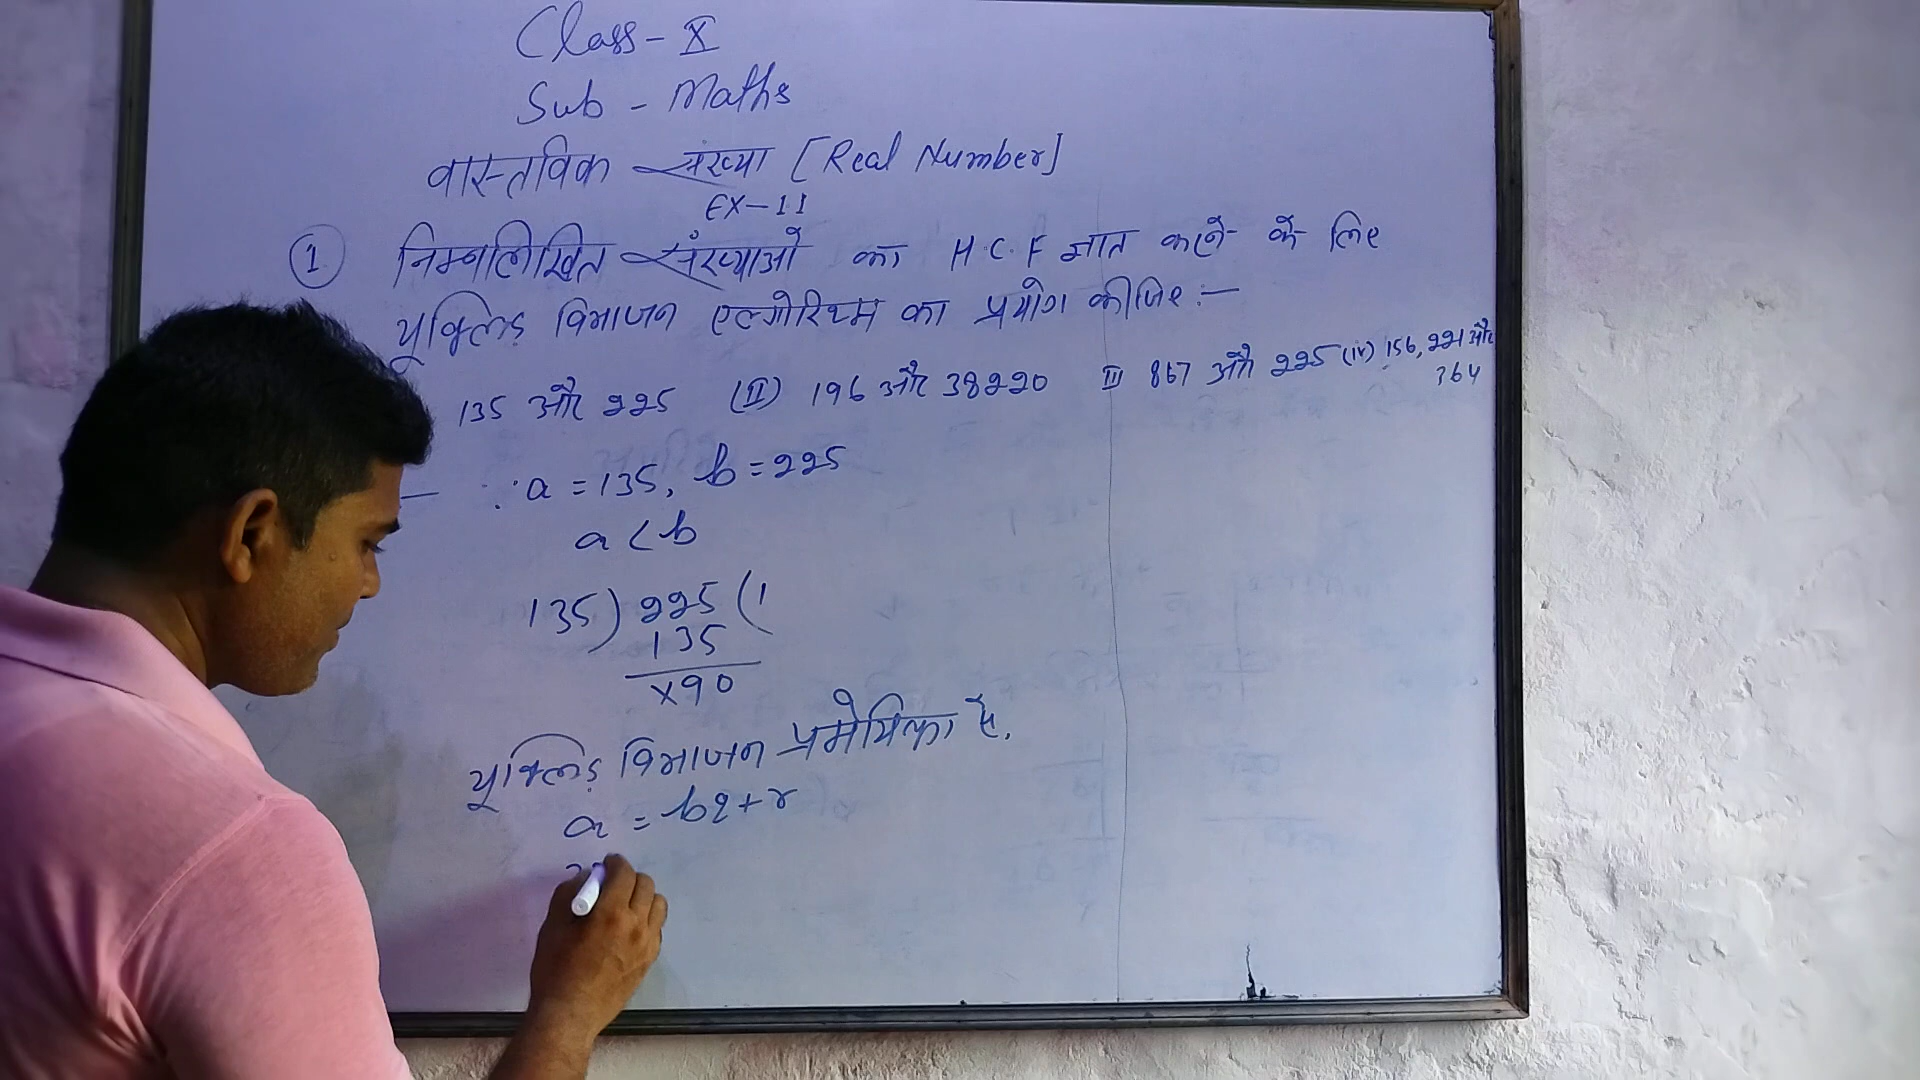 Class - X
Sub - Maths
वास्तविक संख्या [Real Number]
EX-1.1
1. निम्नलिखित संख्याओं का H.C.F ज्ञात करने के लिए
यूक्लिड विभाजन एल्गोरिथ्म का प्रयोग कीजिए :—
135 और 225 (II) 196 और 38220 III 867 और 225 (iv) 156, 221 और
364
— ∵ a = 135, b = 225
a < b
135) 225 (1
135
x90
यूक्लिड विभाजन प्रमेयिका से,
a = bq + r